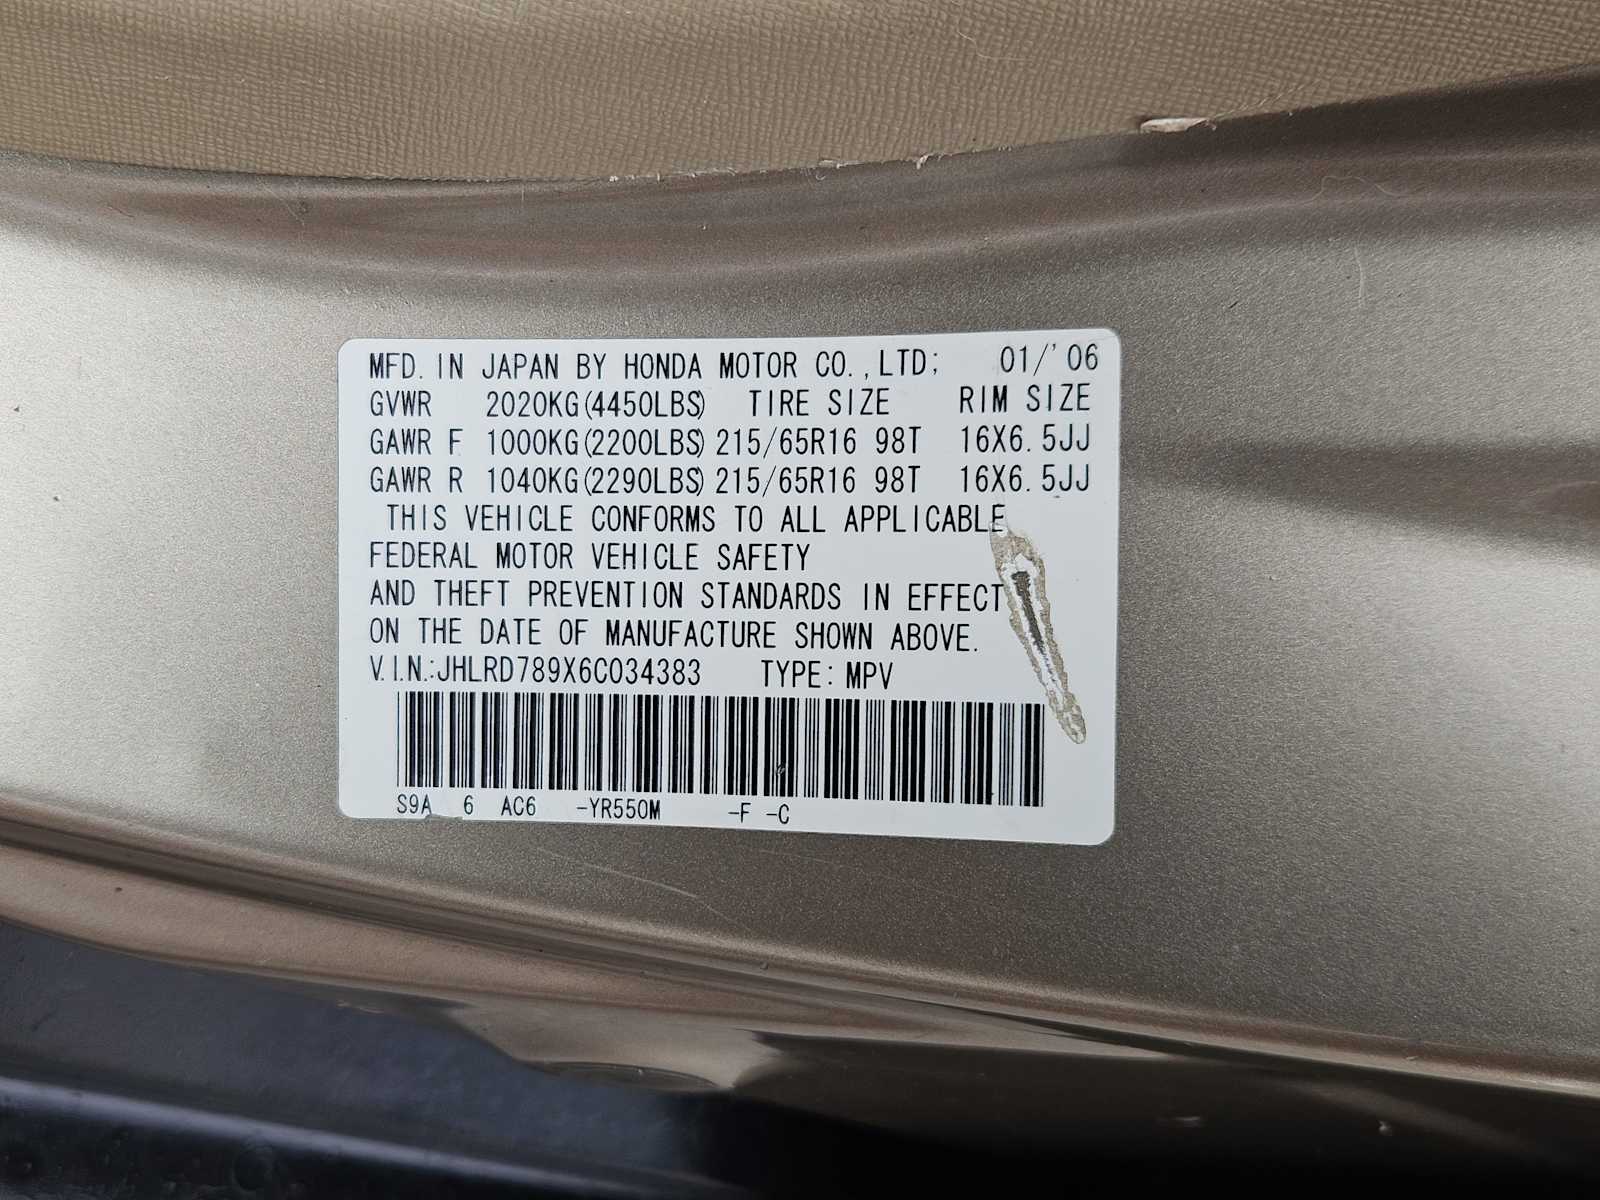 MFD. IN JAPAN BY HONDA MOTOR CO.,LTD; 01/'06
GVWR 2020KG(4450LBS) TIRE SIZE RIM SIZE
GAWR F 1000KG(2200LBS) 215/65R16 98T 16X6.5JJ
GAWR R 1040KG(2290LBS) 215/65R16 98T 16X6.5JJ
THIS VEHICLE CONFORMS TO ALL APPLICABLE
FEDERAL MOTOR VEHICLE SAFETY
AND THEFT PREVENTION STANDARDS IN EFFECT
ON THE DATE OF MANUFACTURE SHOWN ABOVE.
V.I.N.:JHLRD789X6C034383 TYPE: MPV
S9A 6 AC6 -YR550M -F -C